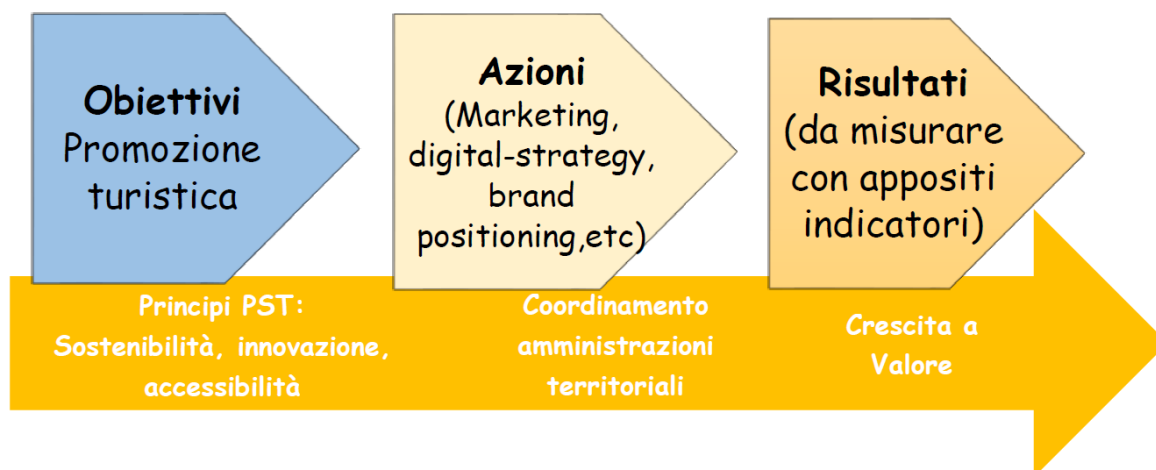 Obiettivi
Promozione
turistica
Azioni
(Marketing,
digital-strategy,
brand
positioning,etc)
Risultati
(da misurare
con appositi
indicatori)
Principi PST:
Sostenibilità, innovazione,
accessibilità
Coordinamento
amministrazioni
territoriali
Crescita a
Valore